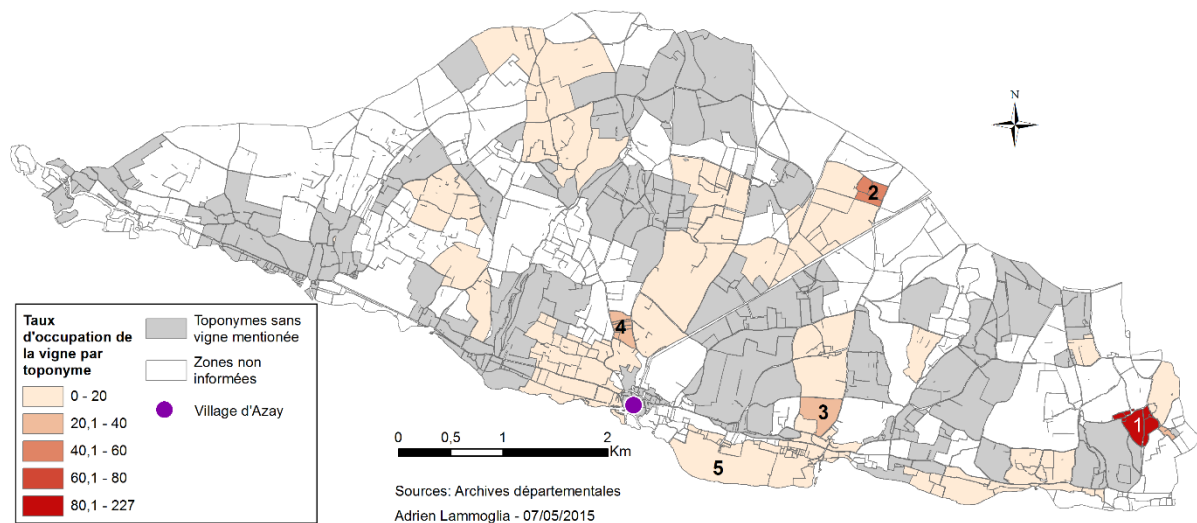 N
2
4
3
1
5
Taux
d'occupation de
la vigne par
toponyme
0 - 20
20,1 - 40
40,1 - 60
60,1 - 80
80,1 - 227
Toponymes sans
vigne mentionée
Zones non
informées
Village d'Azay
0 0,5 1 2
Km
Sources: Archives départementales
Adrien Lammoglia - 07/05/2015